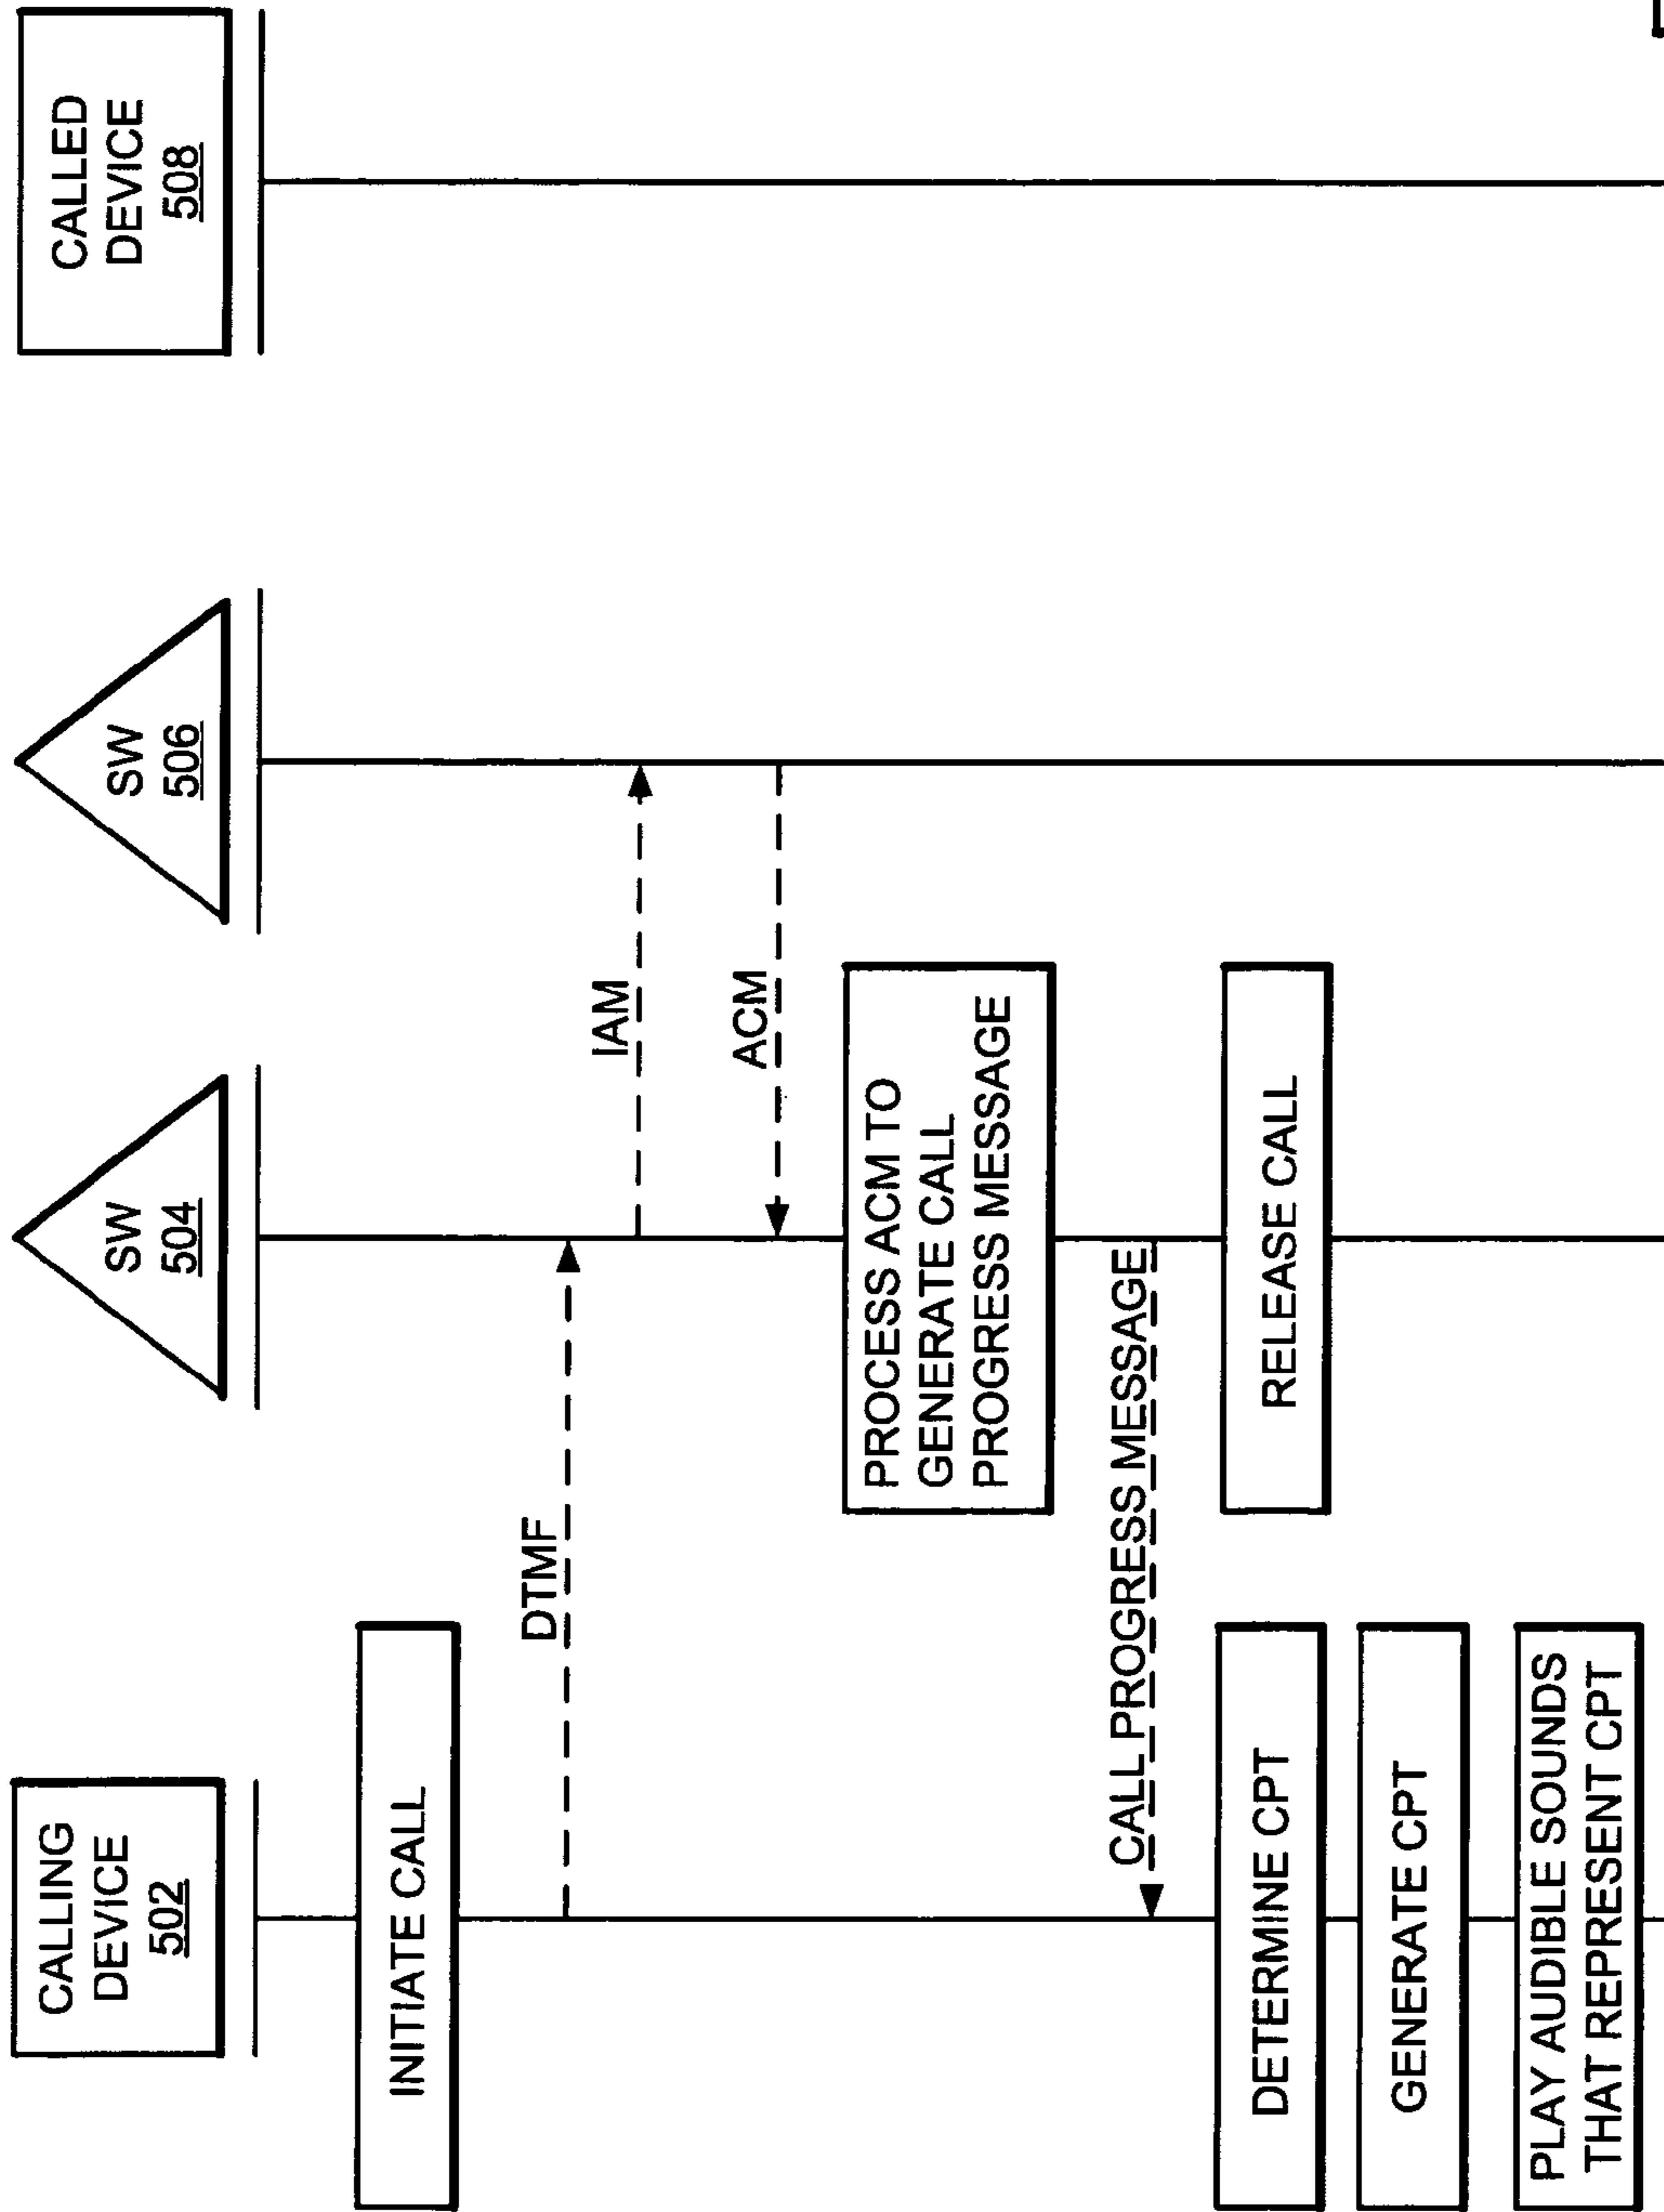 CALLING
DEVICE
502
SW
504
SW
506
CALLED
DEVICE
508
INITIATE CALL
DTMF
IAM
ACM
PROCESS ACM TO
GENERATE CALL
PROGRESS MESSAGE
CALL PROGRESS MESSAGE
DETERMINE CPT
RELEASE CALL
GENERATE CPT
PLAY AUDIBLE SOUNDS
THAT REPRESENT CPT